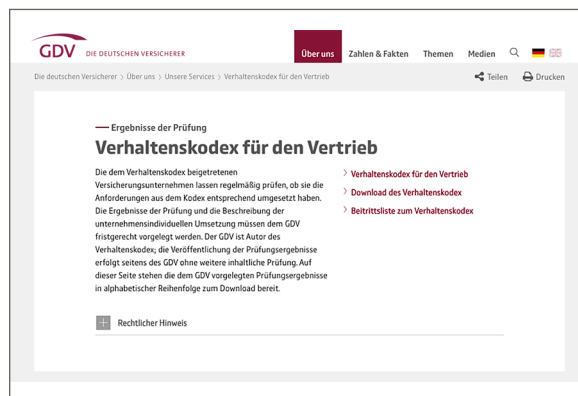 GDV DIE DEUTSCHEN VERSICHERER
Über uns Zahlen & Fakten Themen Medien
Die deutschen Versicherer > Über uns > Unsere Services > Verhaltenskodex für den Vertrieb
Teilen Drucken
Ergebnisse der Prüfung
Verhaltenskodex für den Vertrieb
Die dem Verhaltenskodex beigetretenen
Versicherungsunternehmen lassen regelmäßig prüfen, ob sie die
Anforderungen aus dem Kodex entsprechend umgesetzt haben.
Die Ergebnisse der Prüfung und die Beschreibung der
unternehmensindividuellen Umsetzung müssen dem GDV
fristgerecht vorgelegt werden. Der GDV ist Autor des
Verhaltenskodex; die Veröffentlichung der Prüfungsergebnisse
erfolgt seitens des GDV ohne weitere inhaltliche Prüfung. Auf
dieser Seite stehen die dem GDV vorgelegten Prüfungsergebnisse
in alphabetischer Reihenfolge zum Download bereit.
> Verhaltenskodex für den Vertrieb
> Download des Verhaltenskodex
> Beitrittsliste zum Verhaltenskodex
Rechtlicher Hinweis